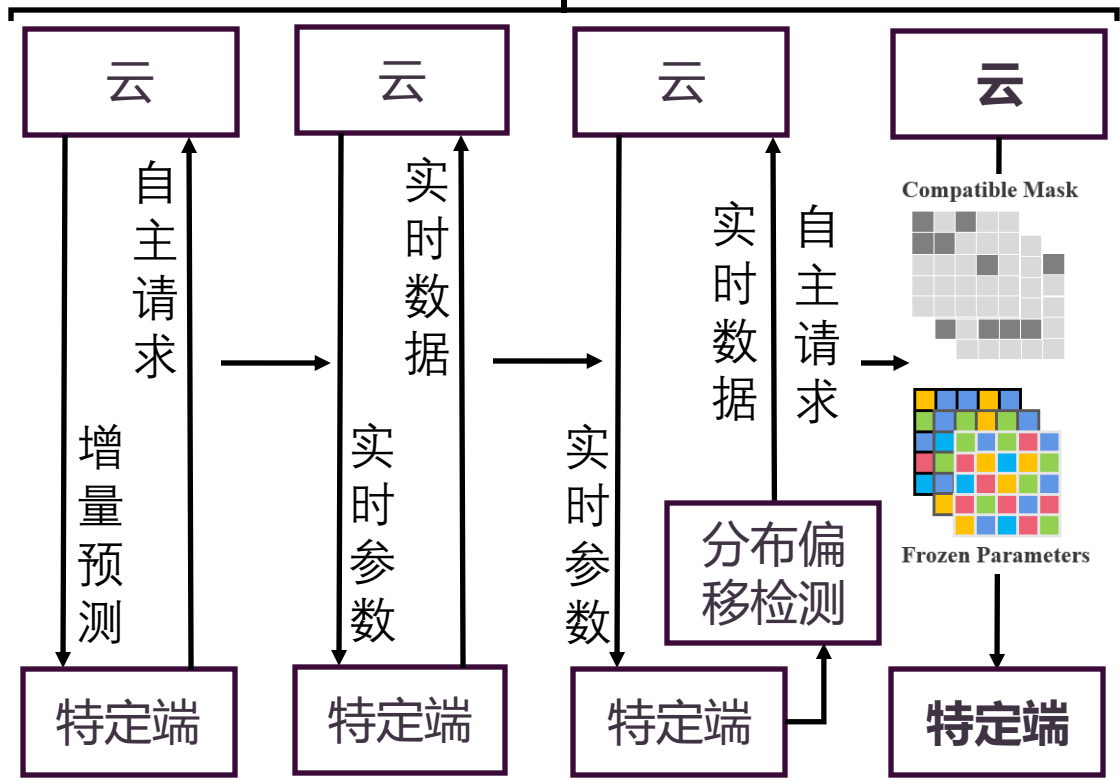 云
自主请求
增量预测
特定端
云
实时数据
实时参数
特定端
云
实时数据
自主请求
实时参数
分布偏
移检测
特定端
云
Compatible Mask
Frozen Parameters
特定端